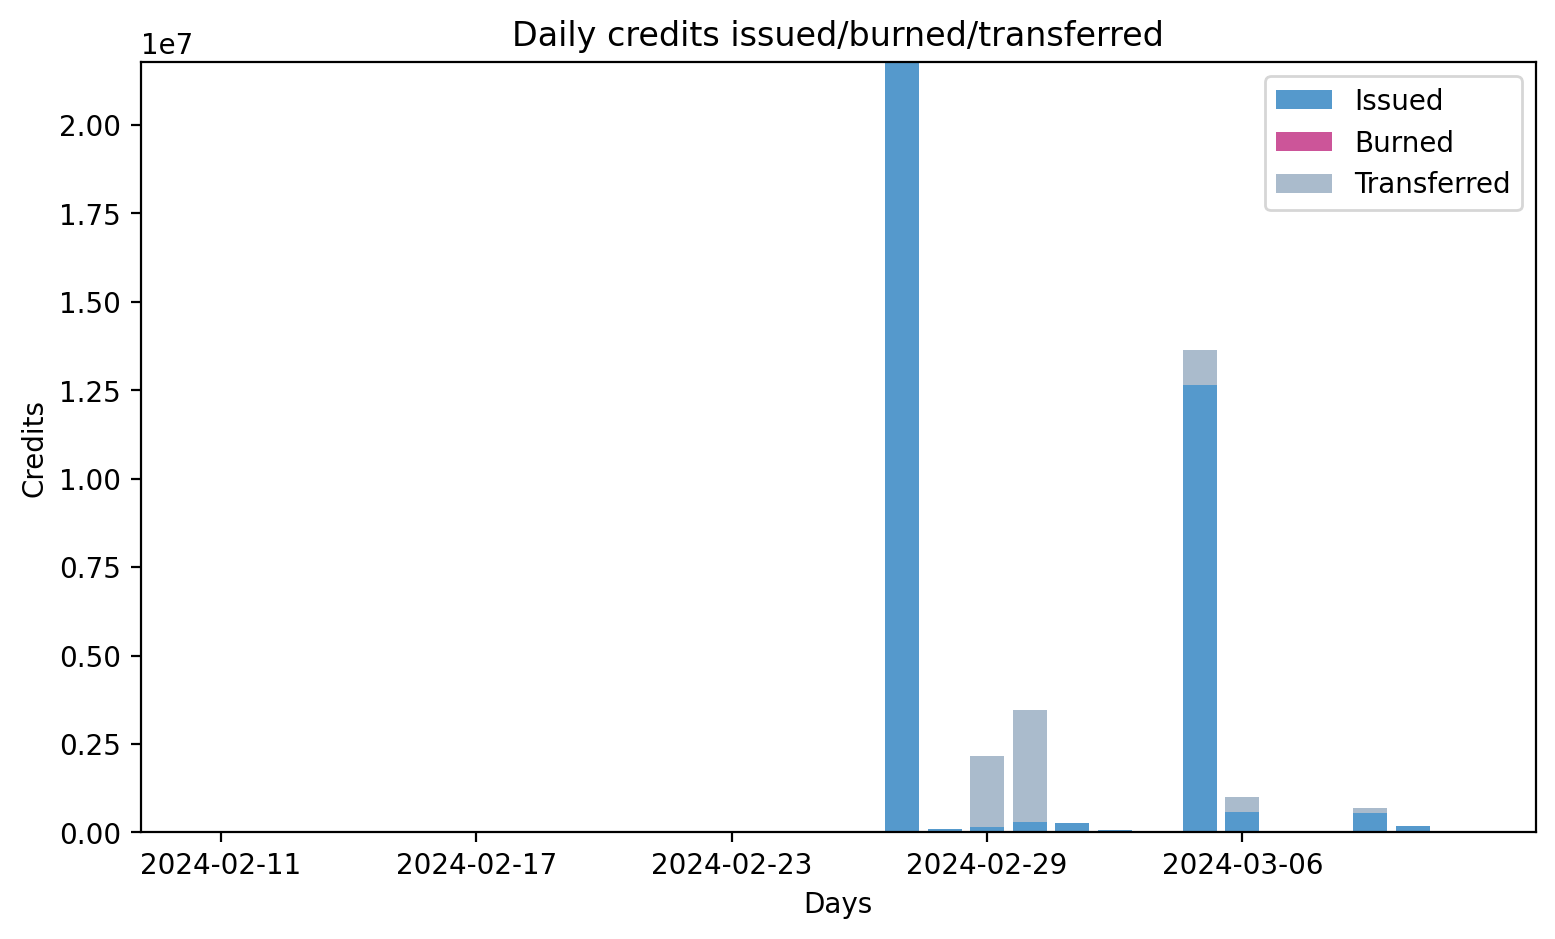 Daily credits issued/burned/transferred
1e7
Issued
Burned
Transferred
2.00
1.75
1.50
1.25
1.00
0.75
0.50
0.25
0.00
Credits
2024-02-11
2024-02-17
2024-02-23
2024-02-29
2024-03-06
Days